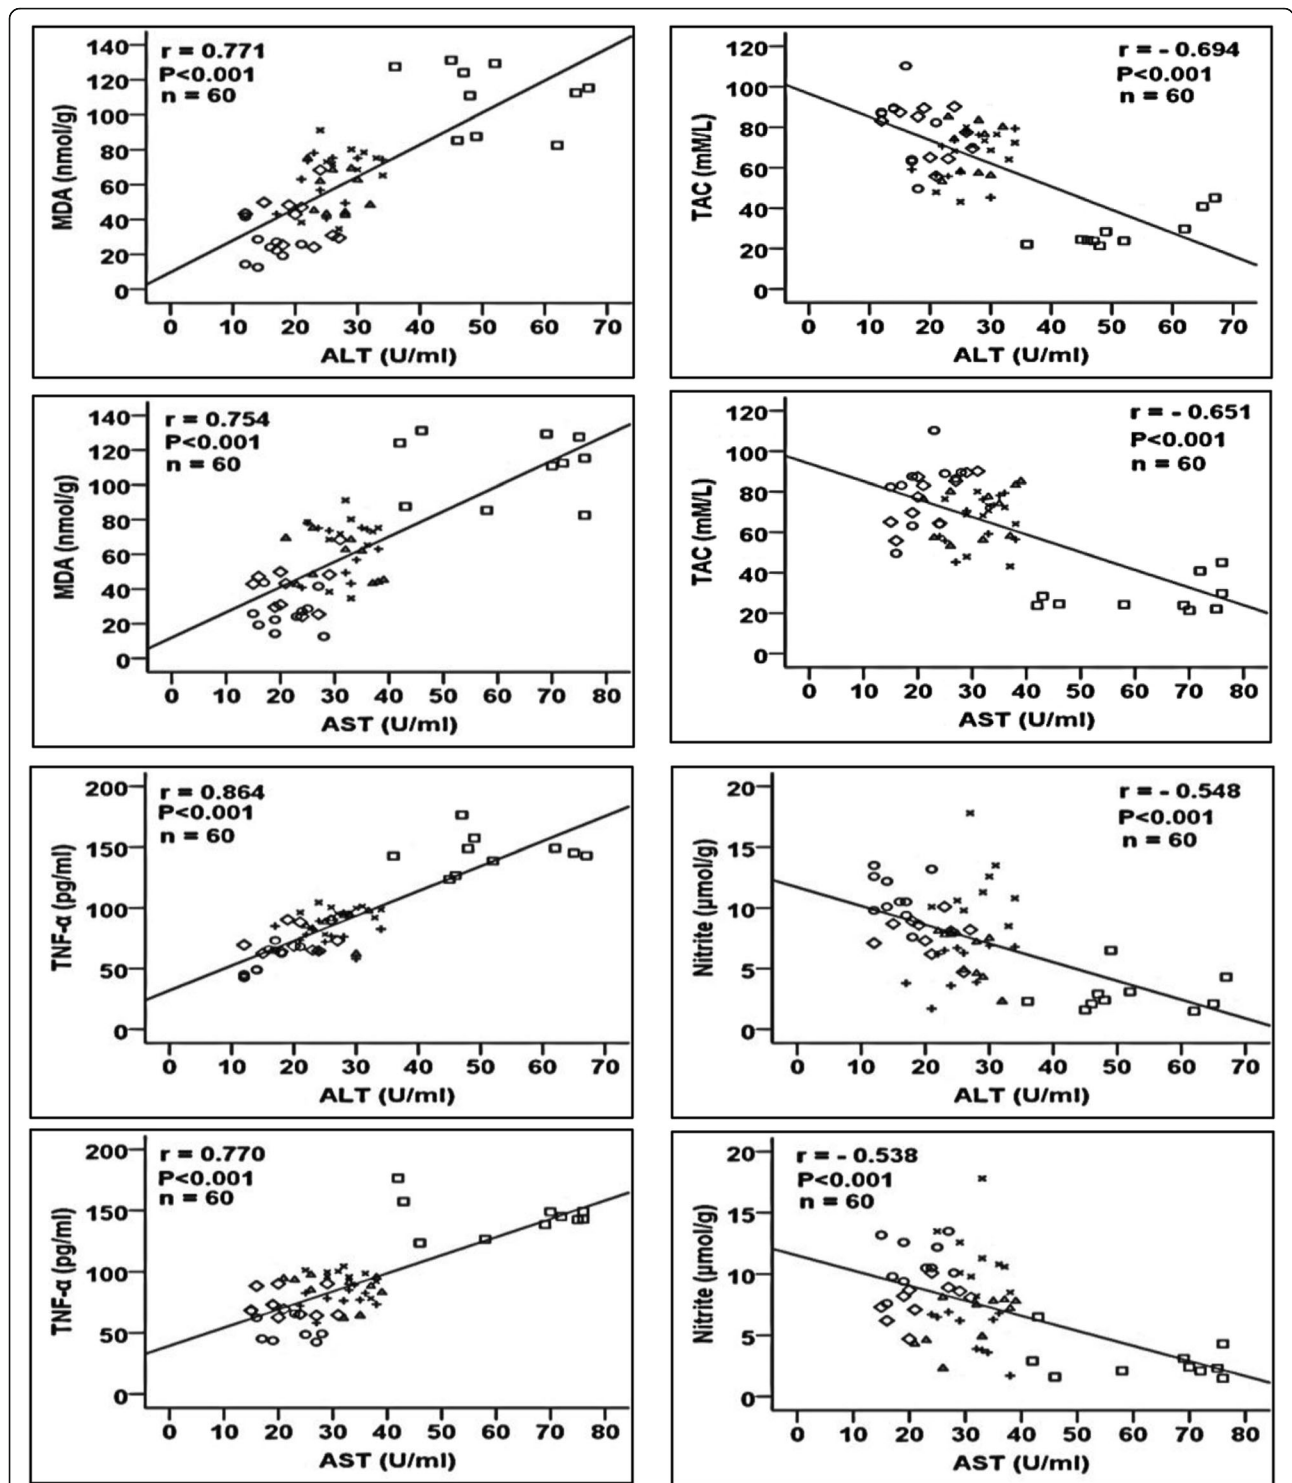 140
120
100
80
60
40
20
0
MDA (nmol/g)
r = 0.771
P<0.001
n = 60
0 10 20 30 40 50 60 70
ALT (U/ml)
120
100
80
60
40
20
0
TAC (mM/L)
r = - 0.694
P<0.001
n = 60
0 10 20 30 40 50 60 70
ALT (U/ml)
140
120
100
80
60
40
20
0
MDA (nmol/g)
r = 0.754
P<0.001
n = 60
0 10 20 30 40 50 60 70 80
AST (U/ml)
120
100
80
60
40
20
0
TAC (mM/L)
r = - 0.651
P<0.001
n = 60
0 10 20 30 40 50 60 70 80
AST (U/ml)
200
150
100
50
0
TNF-α (pg/ml)
r = 0.864
P<0.001
n = 60
0 10 20 30 40 50 60 70
ALT (U/ml)
20
15
10
5
0
Nitrite (μmol/g)
r = - 0.548
P<0.001
n = 60
0 10 20 30 40 50 60 70
ALT (U/ml)
200
150
100
50
0
TNF-α (pg/ml)
r = 0.770
P<0.001
n = 60
0 10 20 30 40 50 60 70 80
AST (U/ml)
20
15
10
5
0
Nitrite (μmol/g)
r = - 0.538
P<0.001
n = 60
0 10 20 30 40 50 60 70 80
AST (U/ml)